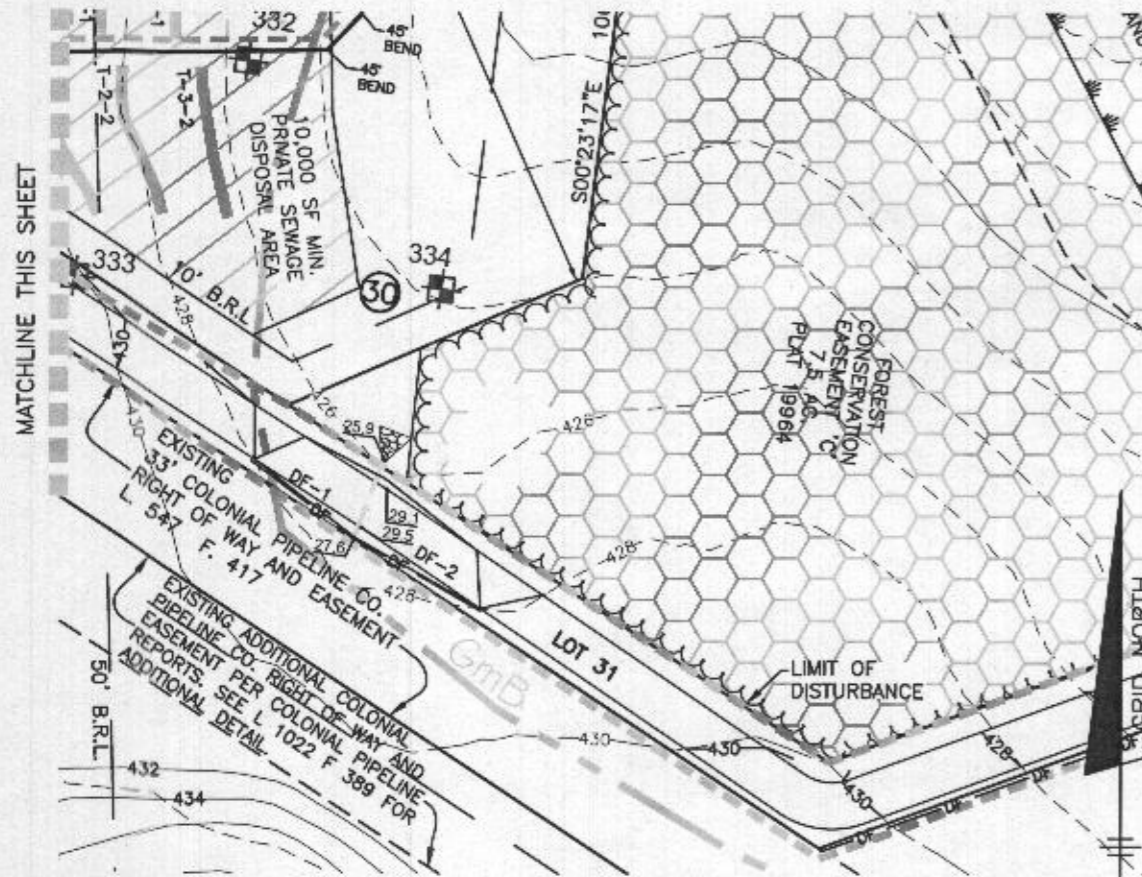 332
45° BEND
45° BEND
T-2-2
T-3-2
10,000 SF MIN.
PRIVATE SEWAGE
DISPOSAL AREA
S00°23'17"E
MATCHLINE THIS SHEET
333
334
10' B.R.L
30
428
430
426
25.9
FOREST
CONSERVATION
EASEMENT 'C'
7.5 AC.
PLAT 19964
428
DF-1
DF
29.1
29.5
DF-2
DF
27.6
428
428
EXISTING
33' COLONIAL PIPELINE CO.
RIGHT OF WAY AND EASEMENT
L. 547 F. 417
EXISTING ADDITIONAL COLONIAL
PIPELINE CO. RIGHT OF WAY AND
EASEMENT PER COLONIAL PIPELINE
REPORTS, SEE L 1022 F 389 FOR
ADDITIONAL DETAIL.
GmB
LOT 31
LIMIT OF
DISTURBANCE
50' B.R.L.
430
430
430
428
432
434
DF
DF
DF